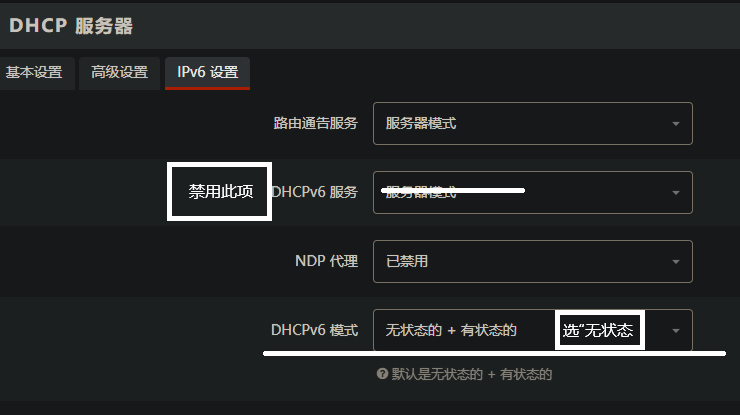 DHCP 服务器
基本设置 高级设置 IPv6 设置
路由通告服务 服务器模式
禁用此项 DHCPv6 服务 服务器模式
NDP 代理 已禁用
DHCPv6 模式 无状态的 + 有状态的 选“无状态
默认是无状态的 + 有状态的